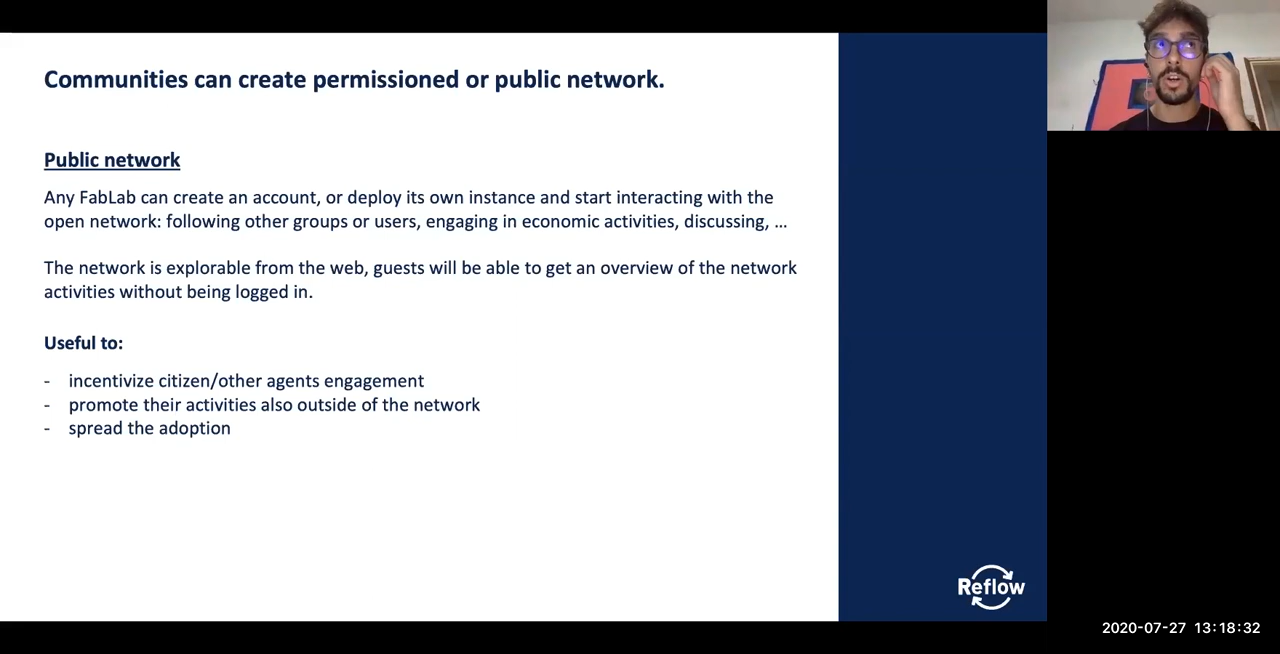 Communities can create permissioned or public network.
Public network
Any FabLab can create an account, or deploy its own instance and start interacting with the
open network: following other groups or users, engaging in economic activities, discussing, ...
The network is explorable from the web, guests will be able to get an overview of the network
activities without being logged in.
Useful to:
- incentivize citizen/other agents engagement
- promote their activities also outside of the network
- spread the adoption
Reflow
2020-07-27 13:18:32